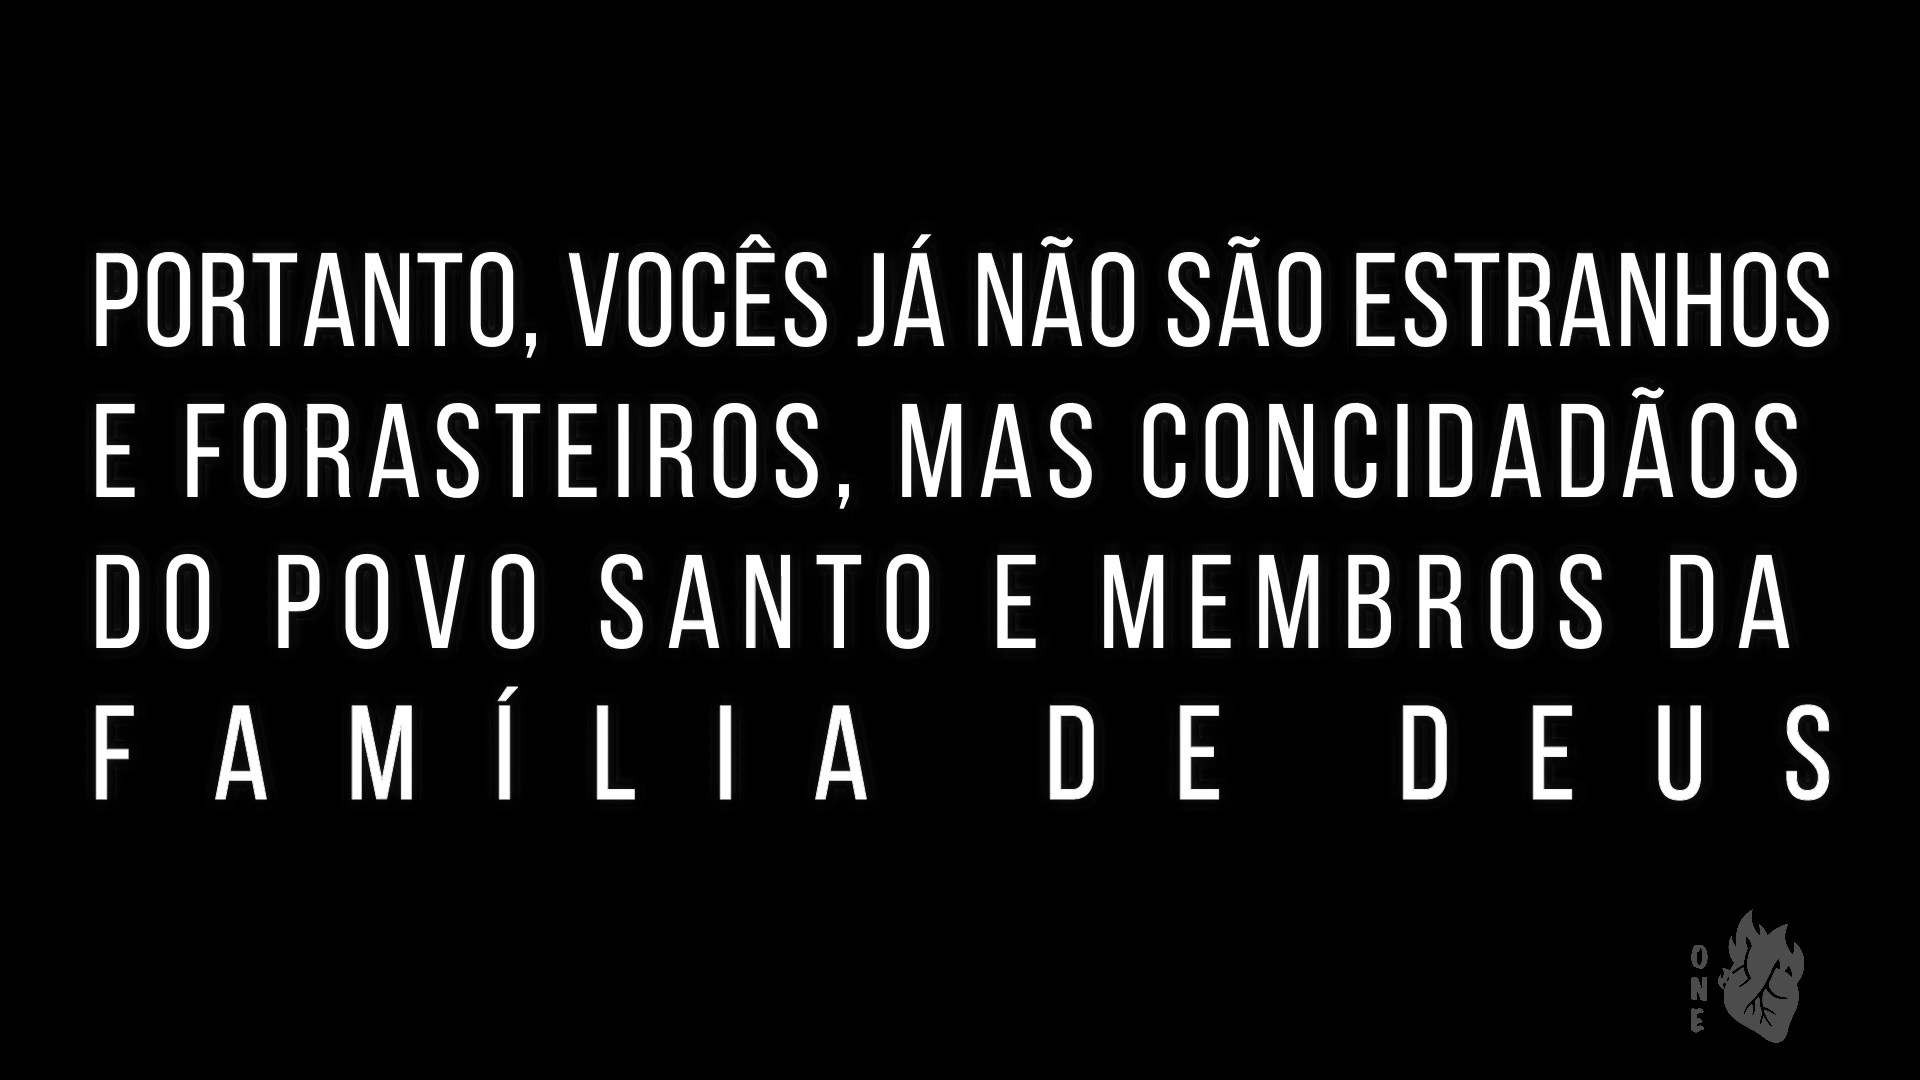 PORTANTO, VOCÊS JÁ NÃO SÃO ESTRANHOS
E FORASTEIROS, MAS CONCIDADÃOS
DO POVO SANTO E MEMBROS DA
FAMÍLIA DE DEUS
ONE